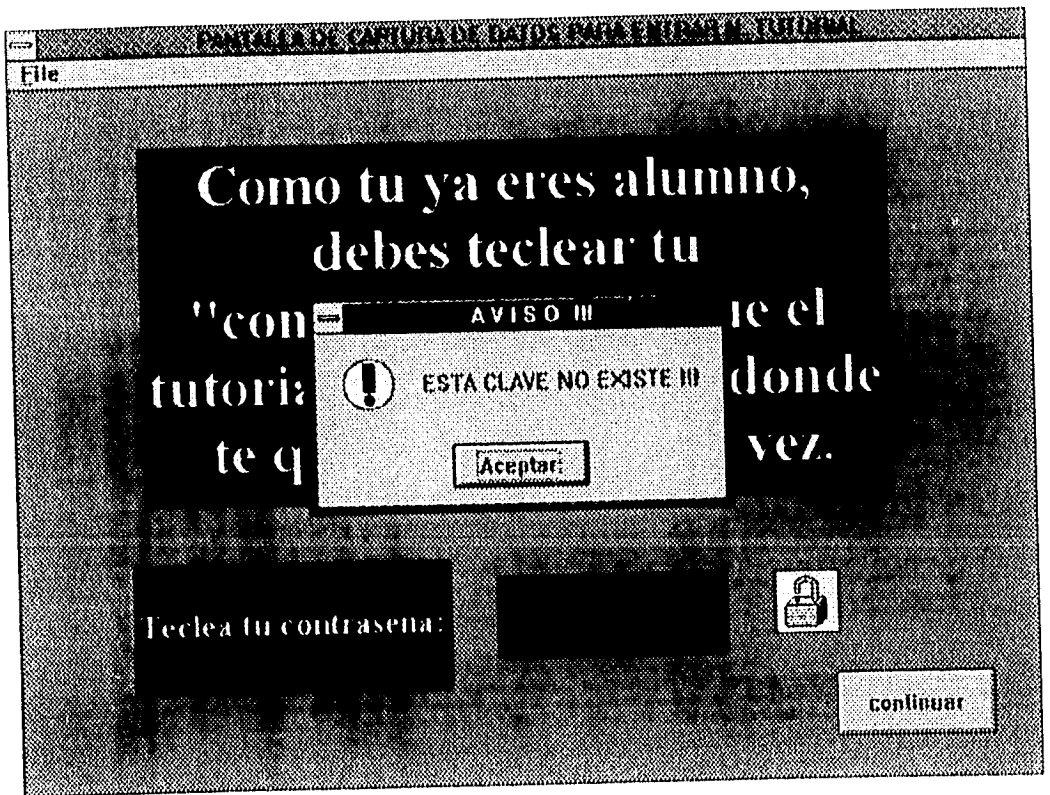 PANTALLA DE CAPTURA DE DATOS PARA ENTRAR AL TUTORIAL
File
Como tu ya eres alumno,
debes teclear tu
"con ie el
tutoria donde
te q vez.
AVISO !!!
ESTA CLAVE NO EXISTE !!!
Aceptar
Teclea tu contrasena:
continuar